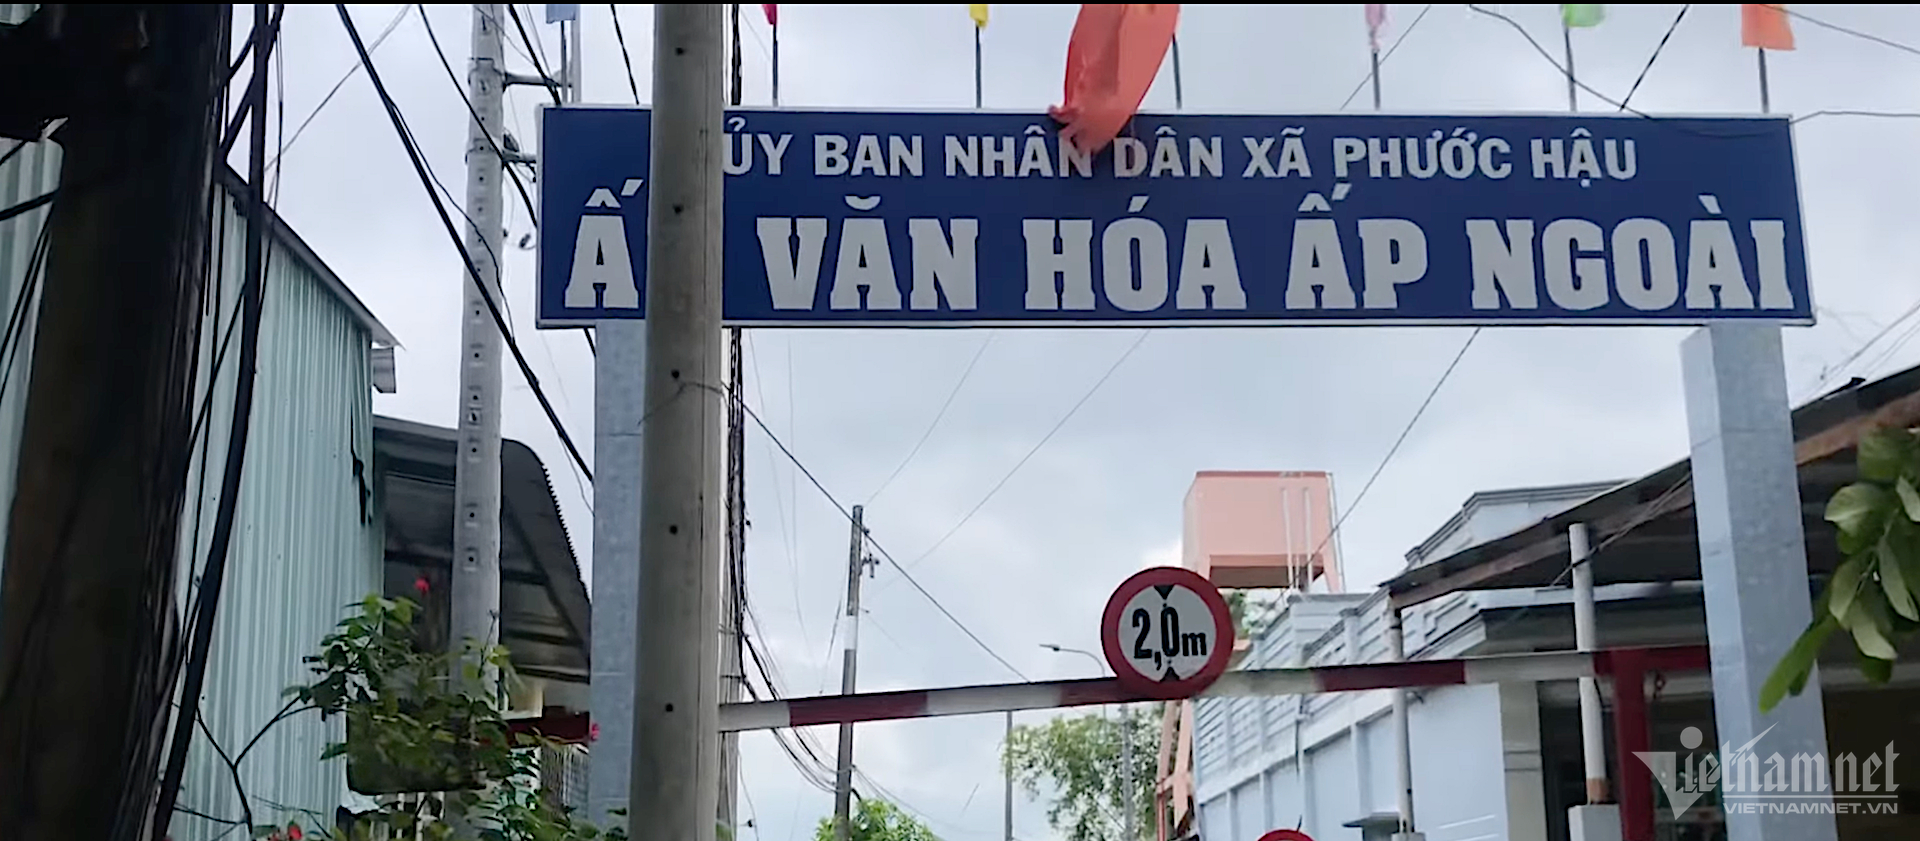 ỦY BAN NHÂN DÂN XÃ PHƯỚC HẬU
VĂN HÓA ẤP NGOÀI
2,0m
Vietnamnet
VIETNAMNET.VN